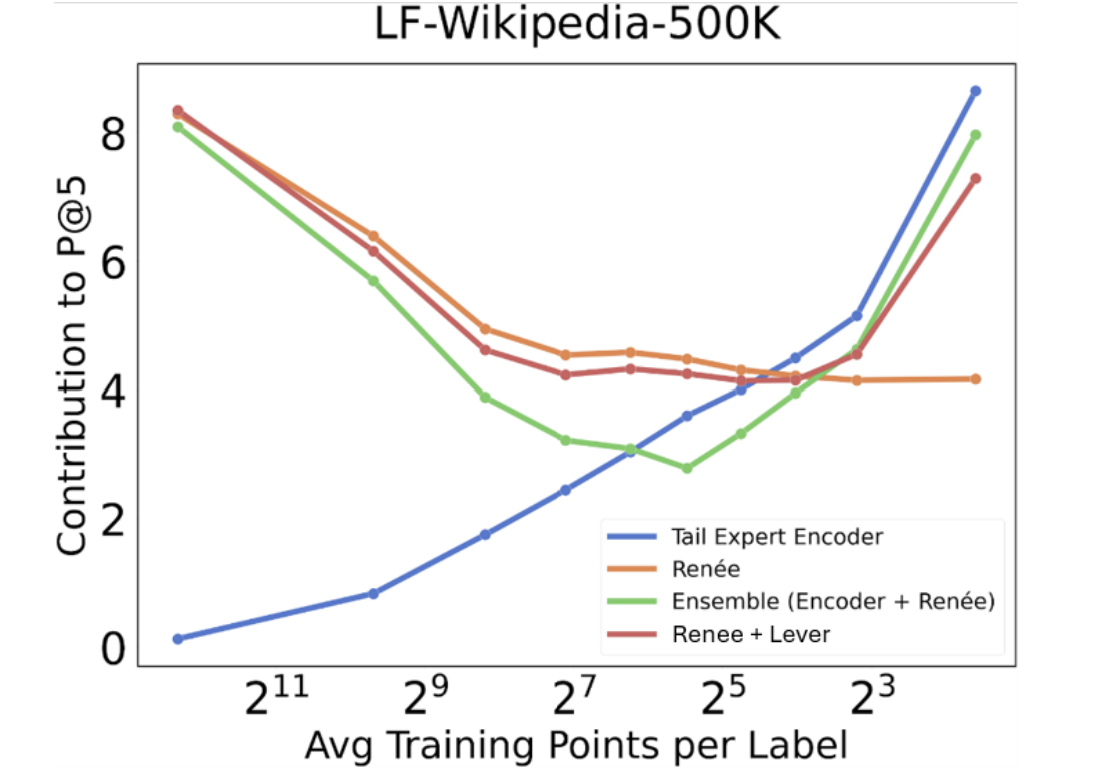 LF-Wikipedia-500K
Contribution to P@5
8
6
4
2
0
Tail Expert Encoder
Renée
Ensemble (Encoder + Renée)
Renee + Lever
2^11 2^9 2^7 2^5 2^3
Avg Training Points per Label